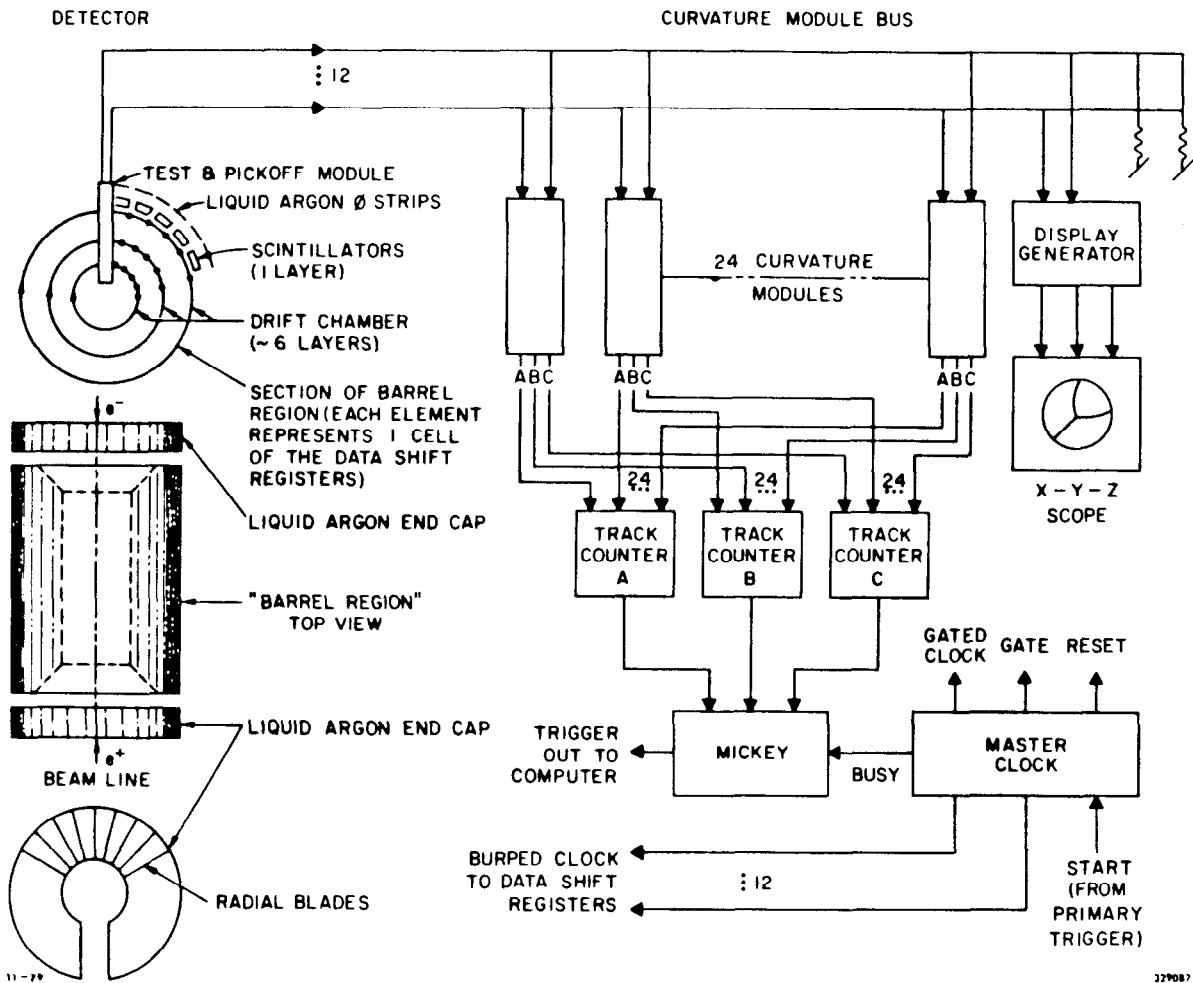 DETECTOR
CURVATURE MODULE BUS
12
TEST & PICKOFF MODULE
LIQUID ARGON Ø STRIPS
SCINTILLATORS
(1 LAYER)
DRIFT CHAMBER
(~6 LAYERS)
SECTION OF BARREL
REGION (EACH ELEMENT
REPRESENTS 1 CELL
OF THE DATA SHIFT
REGISTERS)
e-
LIQUID ARGON END CAP
"BARREL REGION"
TOP VIEW
LIQUID ARGON END CAP
e+
BEAM LINE
RADIAL BLADES
24 CURVATURE
MODULES
DISPLAY
GENERATOR
X-Y-Z
SCOPE
ABC
ABC
ABC
24
24
24
TRACK
COUNTER
A
TRACK
COUNTER
B
TRACK
COUNTER
C
GATED
CLOCK
GATE
RESET
TRIGGER
OUT TO
COMPUTER
MICKEY
BUSY
MASTER
CLOCK
BURPED CLOCK
TO DATA SHIFT
REGISTERS
12
START
(FROM
PRIMARY
TRIGGER)
11-79
3290B7